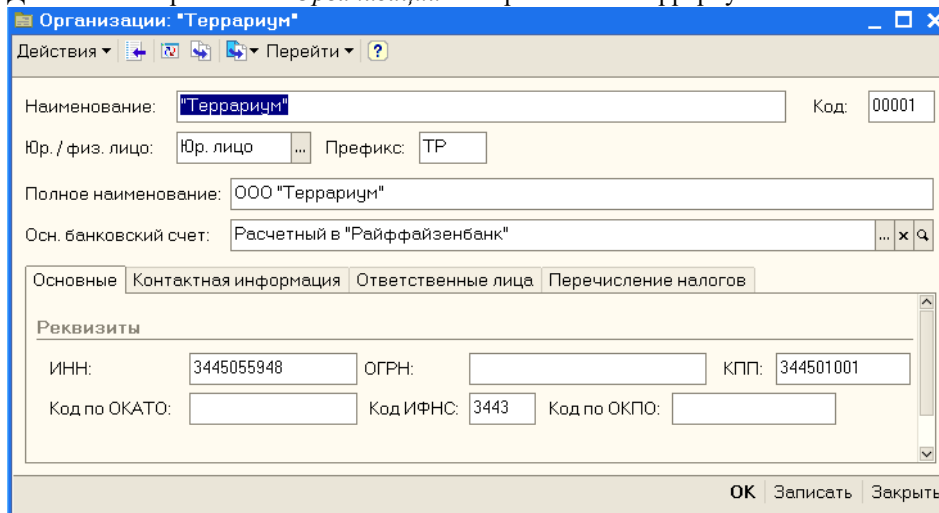 Организации: "Террариум"
Действия Перейти ?
Наименование: "Террариум" Код: 00001
Юр. / физ. лицо: Юр. лицо ... Префикс: ТР
Полное наименование: ООО "Террариум"
Осн. банковский счет: Расчетный в "Райффайзенбанк" ... x
Основные Контактная информация Ответственные лица Перечисление налогов
Реквизиты
ИНН: 3445055948 ОГРН: КПП: 344501001
Код по ОКАТО: Код ИФНС: 3443 Код по ОКПО:
OK Записать Закрыть